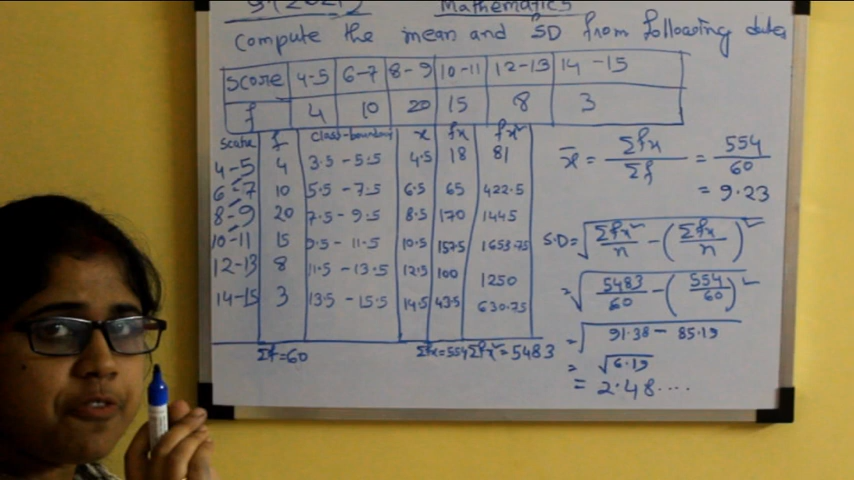 Mathematics
Compute the mean and SD from following data
Score 4-5 6-7 8-9 10-11 12-13 14-15
f 4 10 20 15 8 3
Score f class-boundary x fx fx²
4-5 4 3.5-5.5 4.5 18 81
6-7 10 5.5-7.5 6.5 65 422.5
8-9 20 7.5-9.5 8.5 170 1445
10-11 15 9.5-11.5 10.5 157.5 1653.75
12-13 8 11.5-13.5 12.5 100 1250
14-15 3 13.5-15.5 14.5 43.5 630.75
Σf=60 Σfx=554 Σfx²=5483
x̄ = Σfx/Σf = 554/60
= 9.23
S.D = √(Σfx²/n - (Σfx/n)²)
= √(5483/60 - (554/60)²)
= √(91.38 - 85.19)
= √6.19
= 2.48....